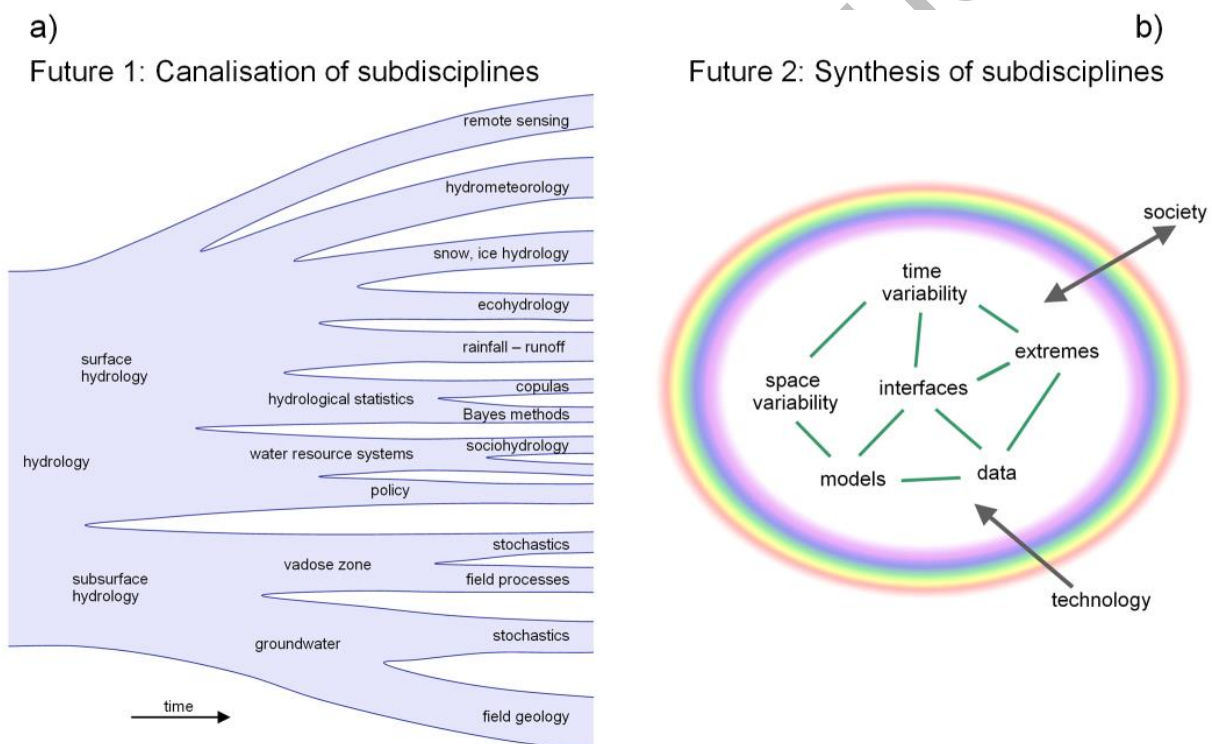 a)
Future 1: Canalisation of subdisciplines
remote sensing
hydrometeorology
snow, ice hydrology
ecohydrology
surface
hydrology
rainfall – runoff
copulas
hydrological statistics
Bayes methods
sociohydrology
water resource systems
hydrology
policy
stochastics
vadose zone
field processes
subsurface
hydrology
stochastics
groundwater
time
field geology
b)
Future 2: Synthesis of subdisciplines
society
time
variability
extremes
space
variability
interfaces
models
data
technology